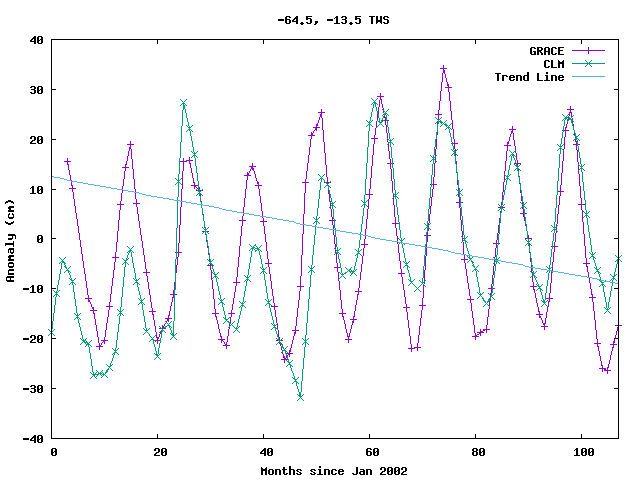 -64.5, -13.5 TWS
GRACE
CLM
Trend Line
40
30
20
10
0
-10
-20
-30
-40
Anomaly (cm)
0 20 40 60 80 100
Months since Jan 2002